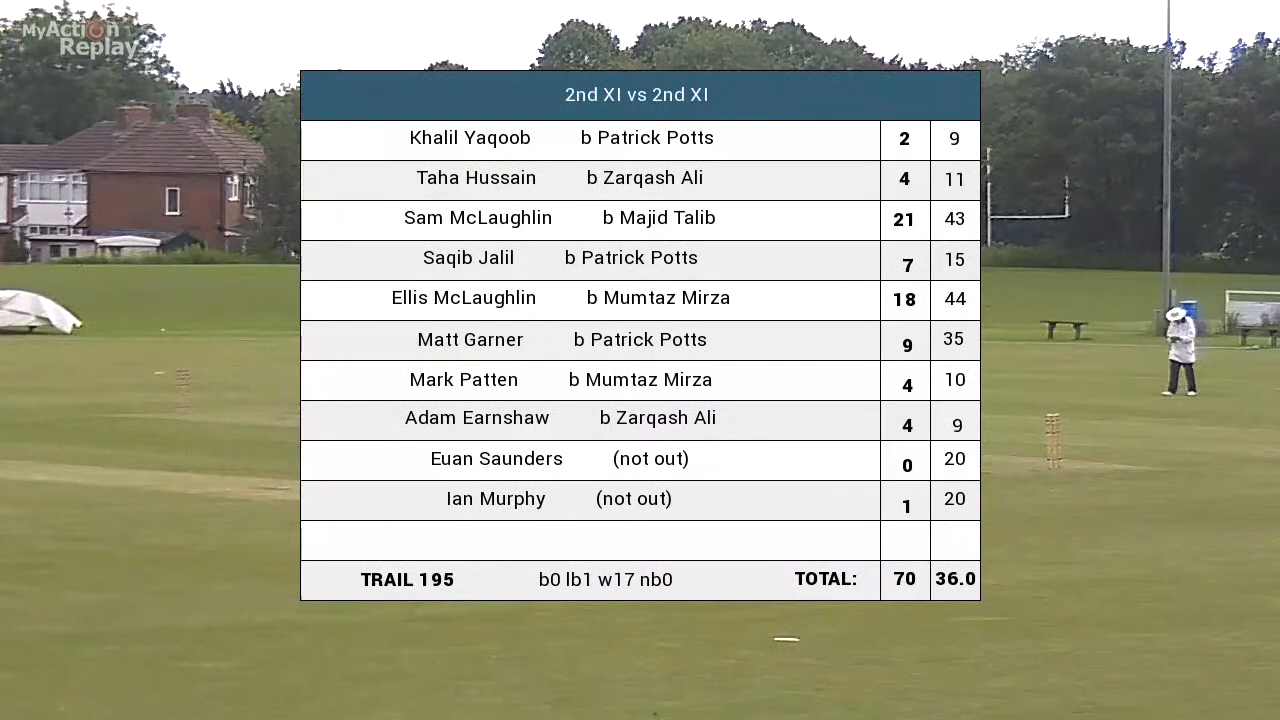 MyAction
Replay
2nd XI vs 2nd XI
Khalil Yaqoob b Patrick Potts 2 9
Taha Hussain b Zarqash Ali 4 11
Sam McLaughlin b Majid Talib 21 43
Saqib Jalil b Patrick Potts 7 15
Ellis McLaughlin b Mumtaz Mirza 18 44
Matt Garner b Patrick Potts 9 35
Mark Patten b Mumtaz Mirza 4 10
Adam Earnshaw b Zarqash Ali 4 9
Euan Saunders (not out) 0 20
Ian Murphy (not out) 1 20
TRAIL 195 b0 lb1 w17 nb0 TOTAL: 70 36.0